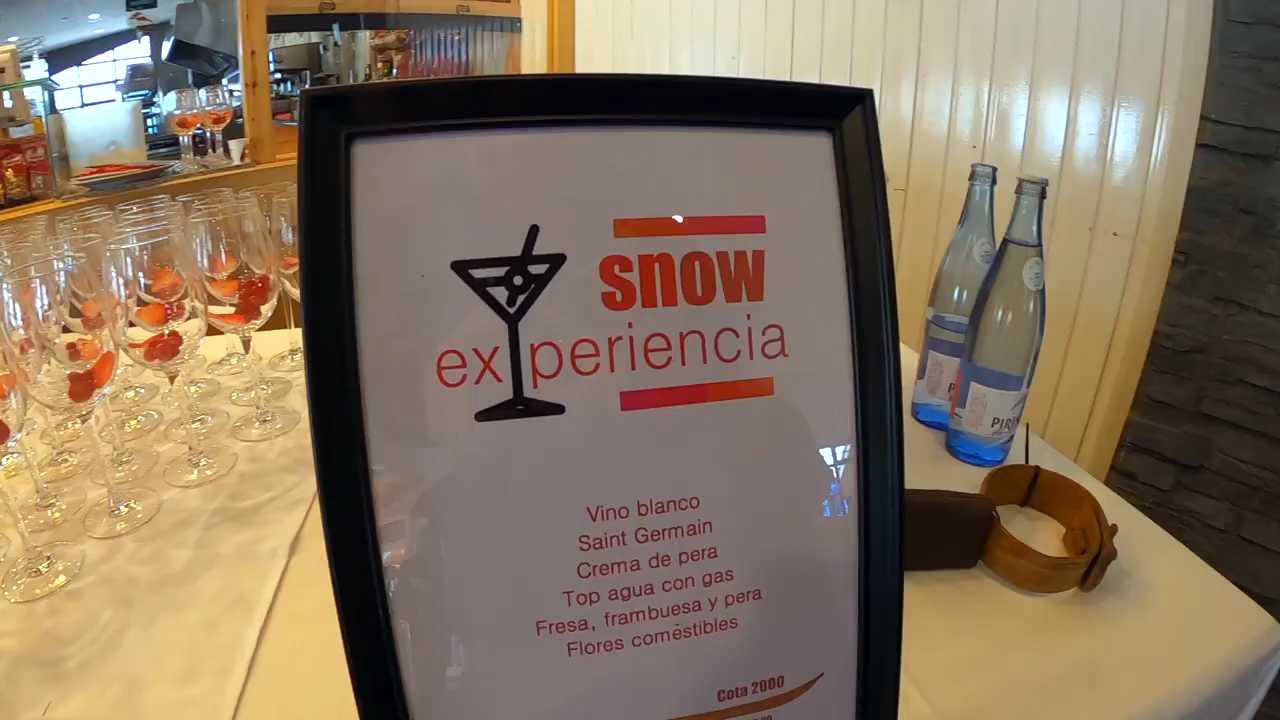 snow
experiencia
Vino blanco
Saint Germain
Crema de pera
Top agua con gas
Fresa, frambuesa y pera
Flores comèstibles
Cota 2000